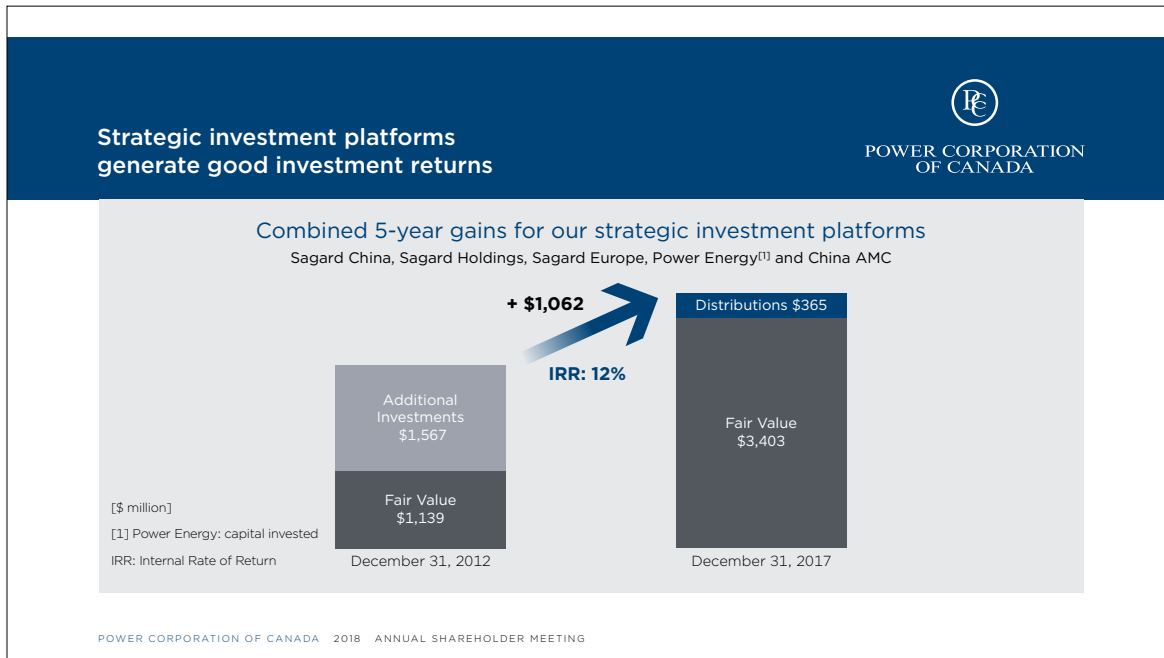 Strategic investment platforms
generate good investment returns
PCC
POWER CORPORATION
OF CANADA
Combined 5-year gains for our strategic investment platforms
Sagard China, Sagard Holdings, Sagard Europe, Power Energy[1] and China AMC
+ $1,062
IRR: 12%
Additional
Investments
$1,567
Fair Value
$1,139
December 31, 2012
Distributions $365
Fair Value
$3,403
December 31, 2017
[$ million]
[1] Power Energy: capital invested
IRR: Internal Rate of Return
POWER CORPORATION OF CANADA 2018 ANNUAL SHAREHOLDER MEETING